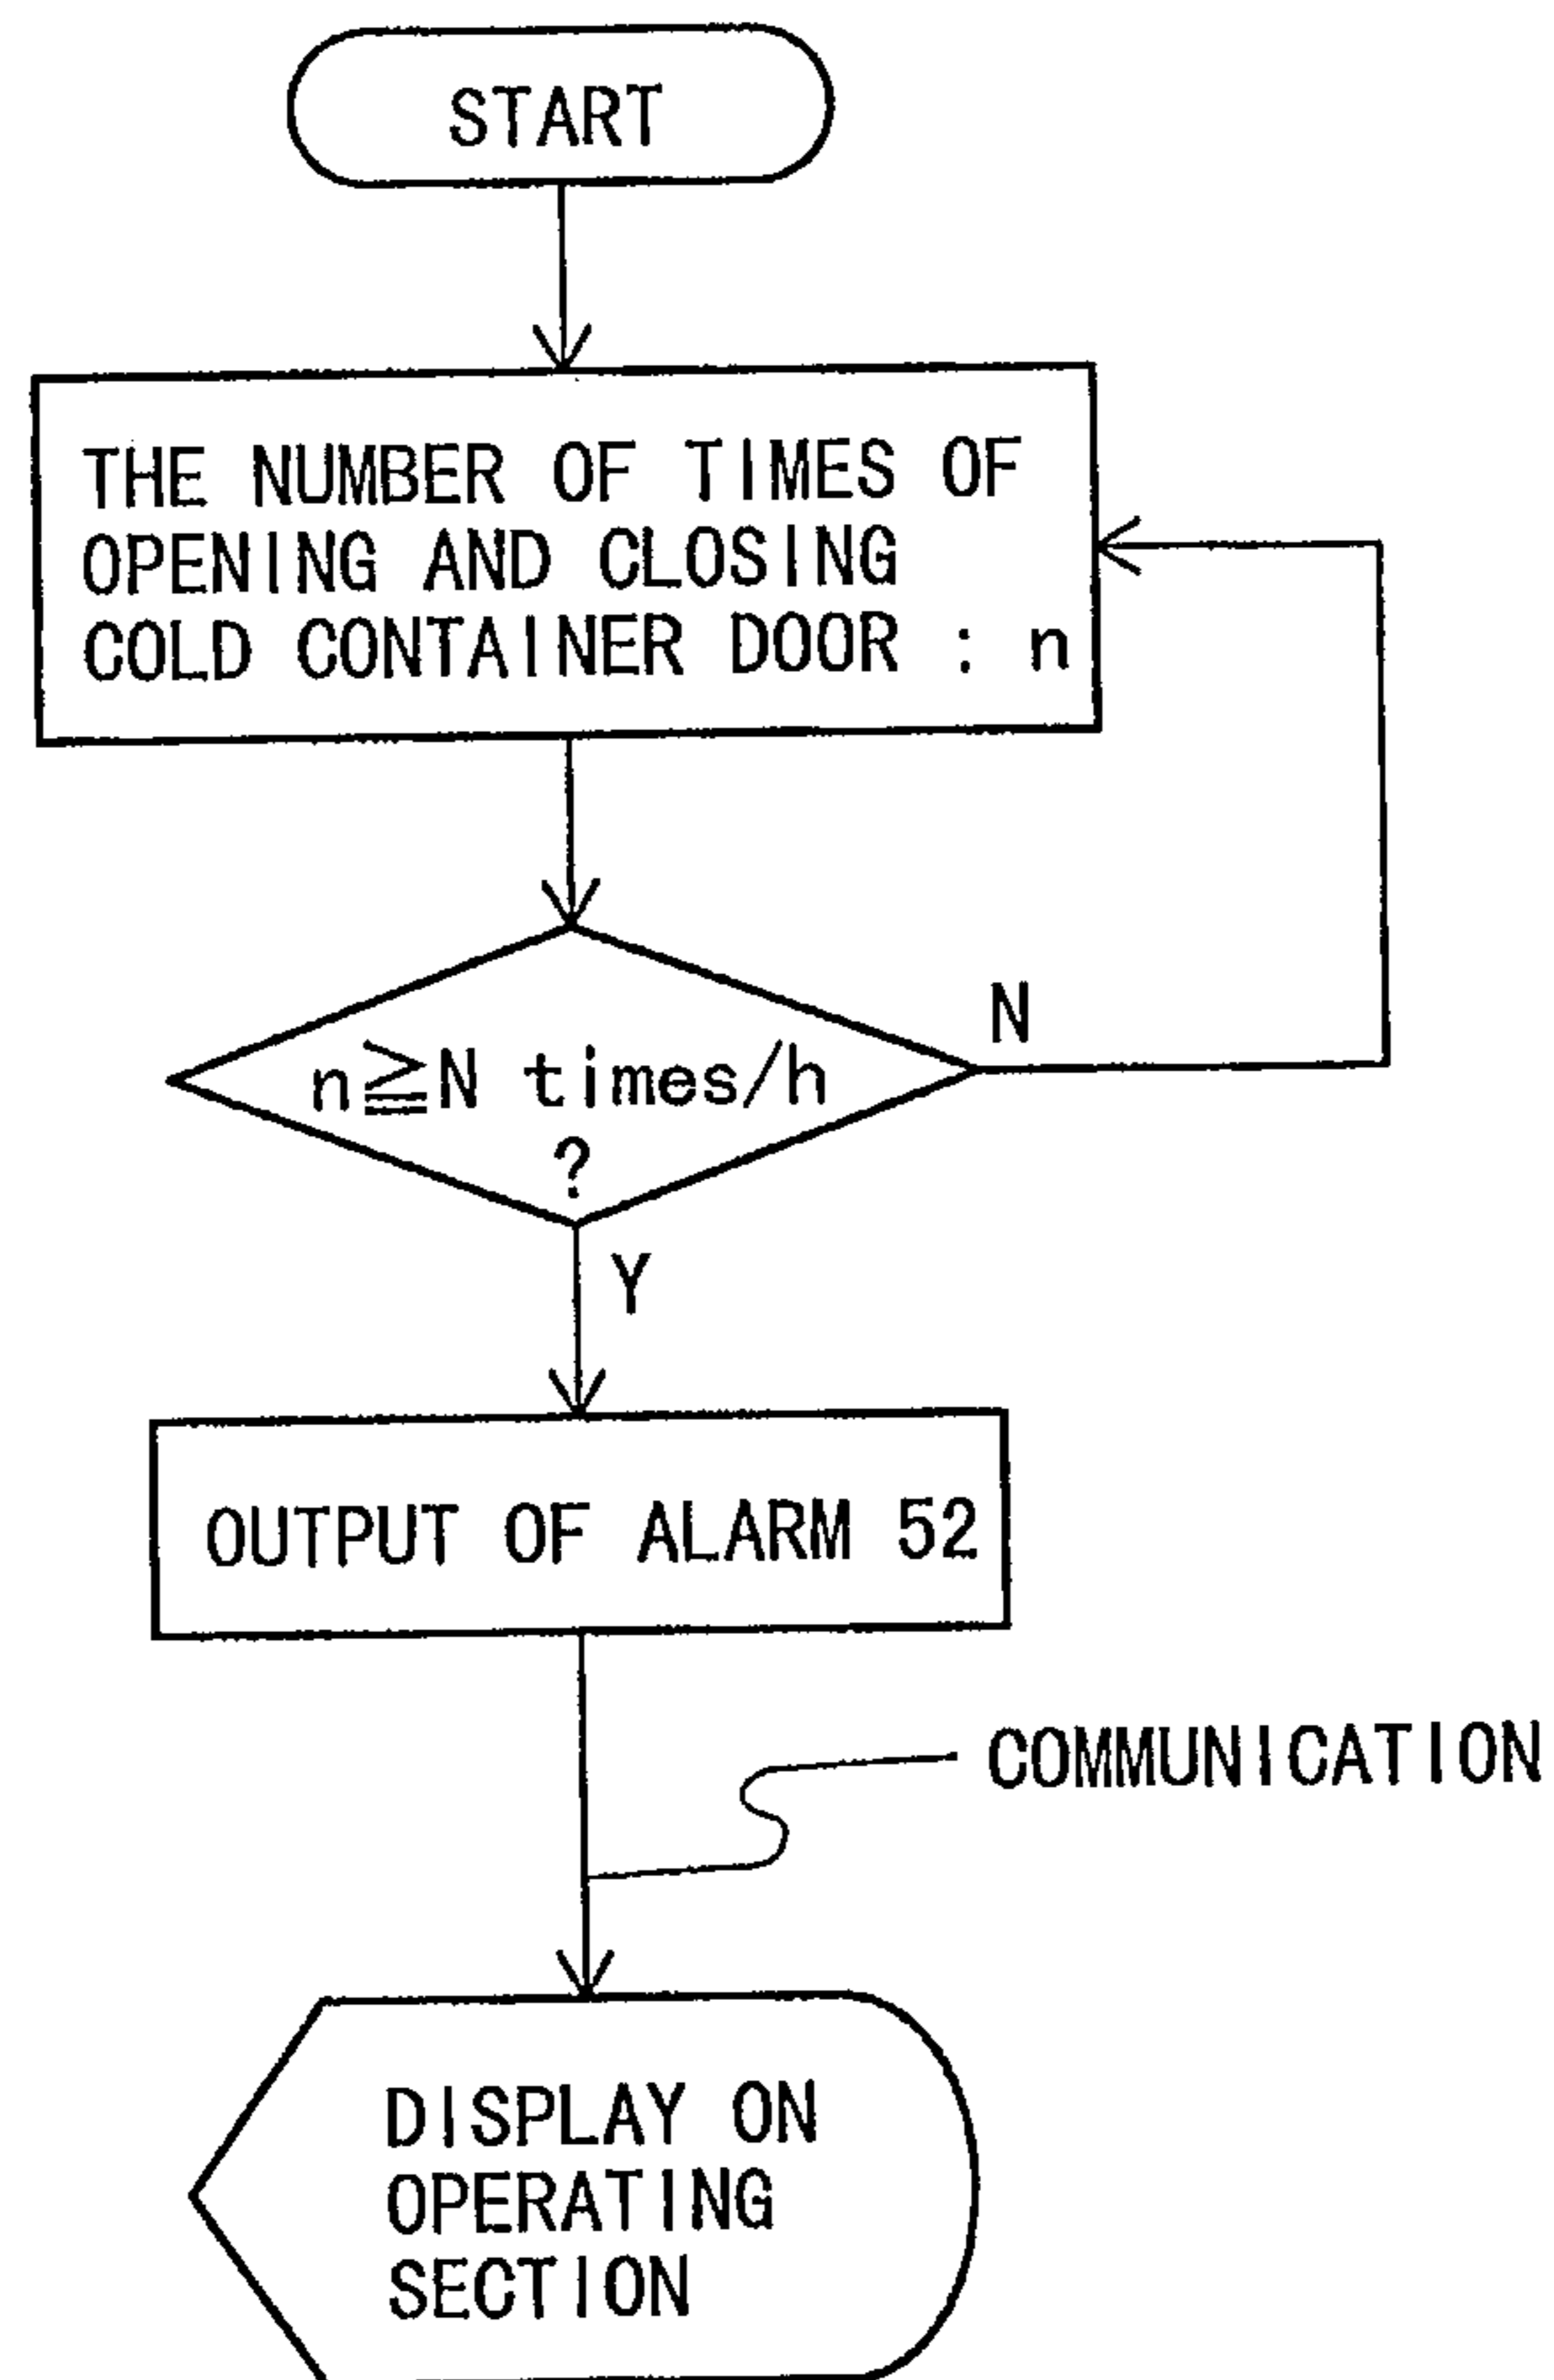 START
THE NUMBER OF TIMES OF
OPENING AND CLOSING
COLD CONTAINER DOOR : n
N
n≧N times/h
?
Y
OUTPUT OF ALARM 52
COMMUNICATION
DISPLAY ON
OPERATING
SECTION